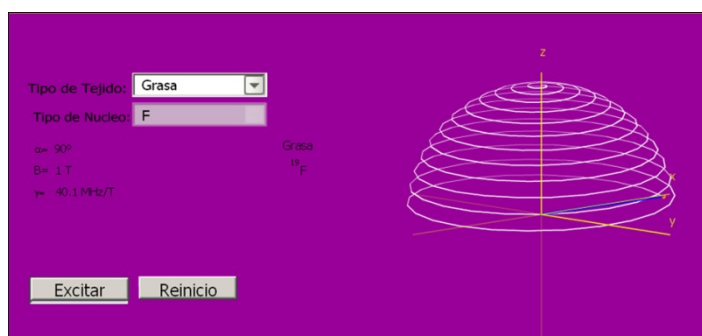 Tipo de Tejido: Grasa
Tipo de Nucleo: F
α= 90º
Grasa
B= 1 T
19F
γ= 40.1 MHz/T
Excitar
Reinicio
z
x
y